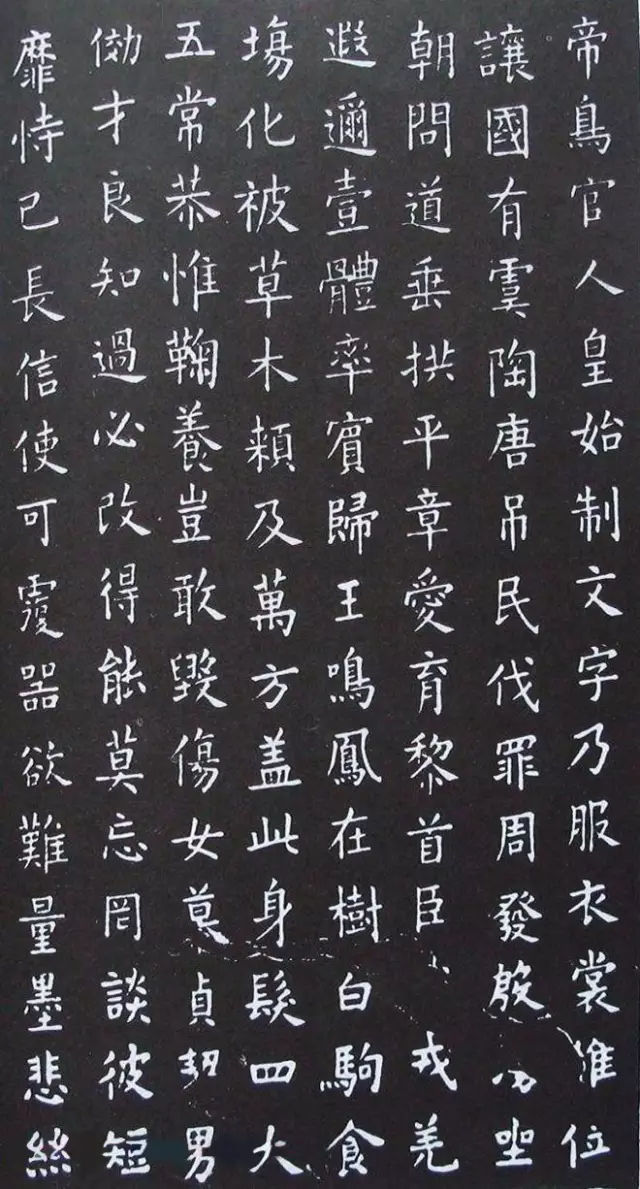 帝鳥官人皇始制文字乃服衣裳推位
讓國有虞陶唐吊民伐罪周發殷坐
朝問道垂拱平章愛育黎首臣戎羌
遐邇壹體率賓歸王鳴鳳在樹白駒食
場化被草木賴及萬方盖此身髮四大
五常恭惟鞠養豈敢毀傷女慕貞男
効才良知過必改得能莫忘罔談彼短
靡恃己長信使可覆器欲難量墨悲絲